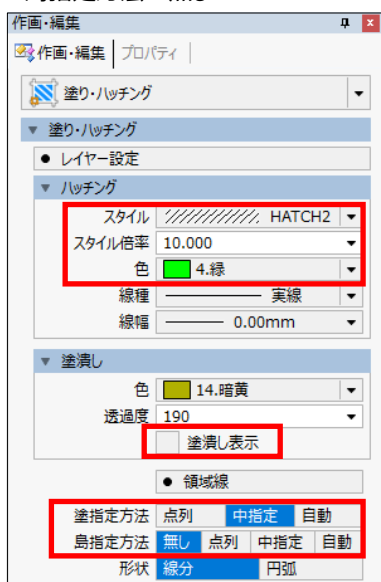 作画・編集
作画・編集 プロパティ
塗り・ハッチング
塗り・ハッチング
● レイヤー設定
ハッチング
スタイル HATCH2
スタイル倍率 10.000
色 4.緑
線種 実線
線幅 0.00mm
塗潰し
色 14.暗黄
透過度 190
塗潰し表示
● 領域線
塗指定方法 点列 中指定 自動
島指定方法 無し 点列 中指定 自動
形状 線分 円弧